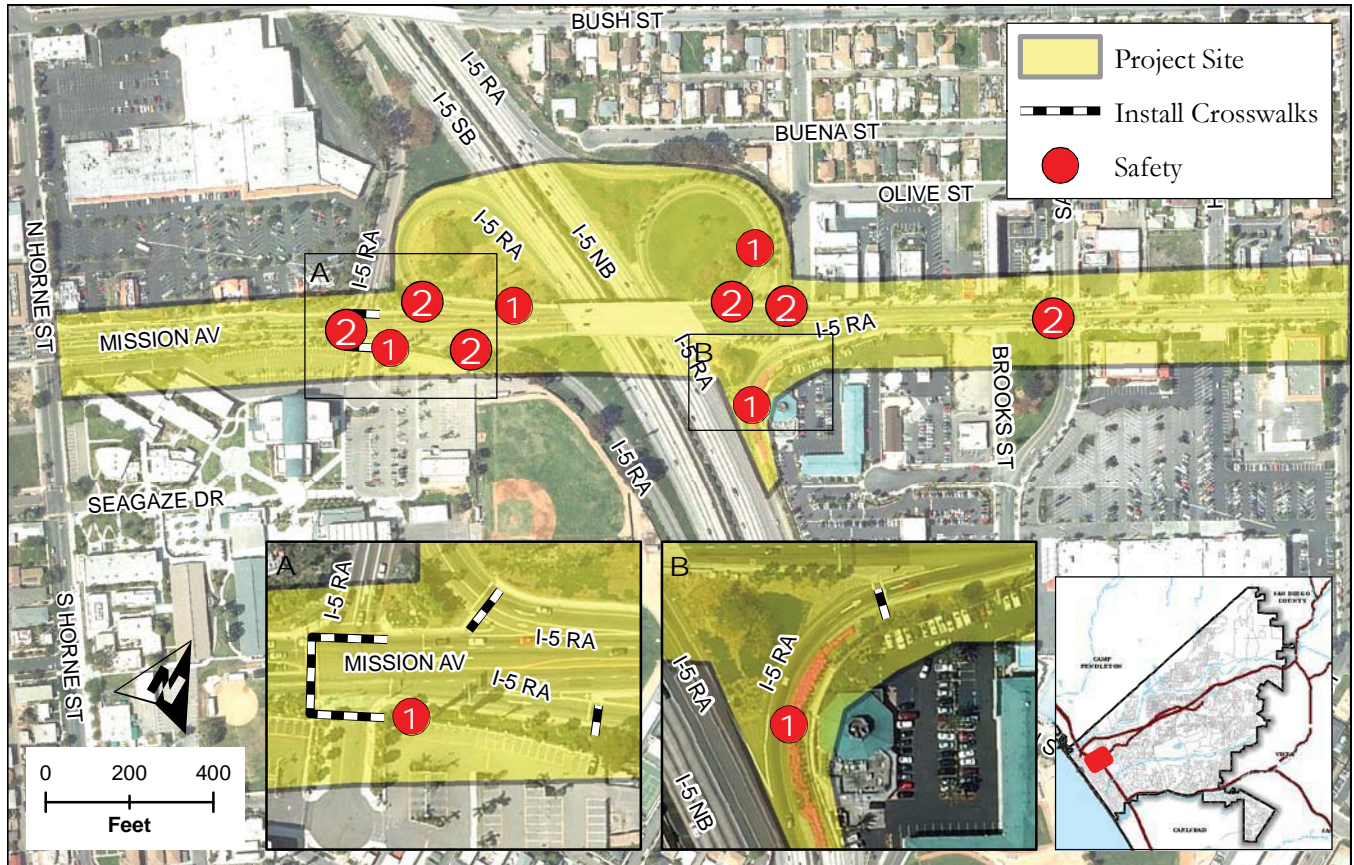 BUSH ST
I-5 RA
I-5 SB
BUENA ST
OLIVE ST
Project Site
Install Crosswalks
Safety
N HORNE ST
I-5 RA
I-5 RA
I-5 NB
A
1
2
1
2
2
2
MISSION AV
2
1
2
I-5 RA
I-5 RA
B
1
BROOKS ST
I-5 RA
SEAGAZE DR
S HORNE ST
N
0 200 400
Feet
A
I-5 RA
I-5 RA
MISSION AV
I-5 RA
1
B
I-5 RA
I-5 RA
1
I-5 NB
SAN DIEGO
COUNTY
CAMP
PENDLETON
VISTA
CARLSBAD